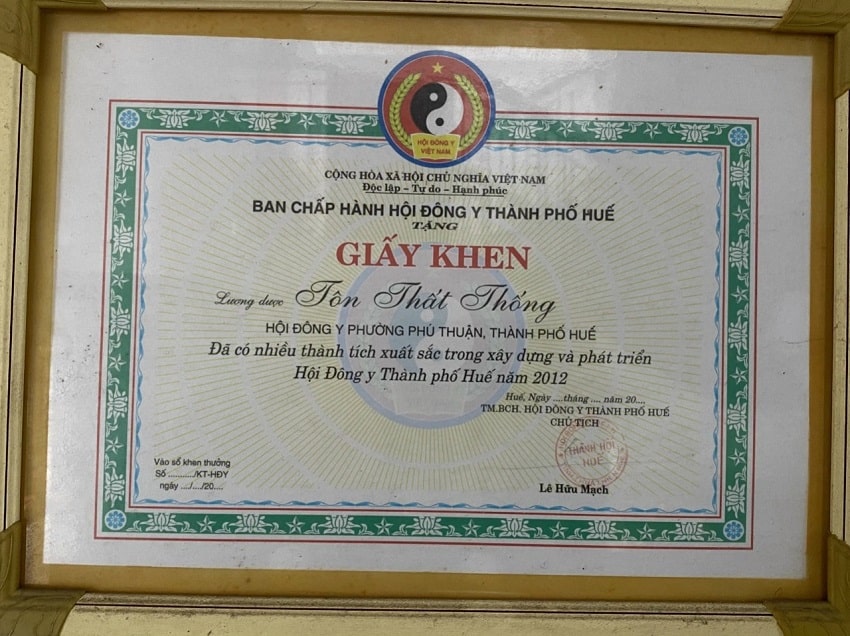 HỘI ĐÔNG Y
VIỆT NAM
CỘNG HÒA XÃ HỘI CHỦ NGHĨA VIỆT NAM
Độc lập – Tự do – Hạnh phúc
BAN CHẤP HÀNH HỘI ĐÔNG Y THÀNH PHỐ HUẾ
TẶNG
GIẤY KHEN
Lương dược Tôn Thất Thống
HỘI ĐÔNG Y PHƯỜNG PHÚ THUẬN, THÀNH PHỐ HUẾ
Đã có nhiều thành tích xuất sắc trong xây dựng và phát triển
Hội Đông y Thành phố Huế năm 2012
Huế, Ngày ....tháng .... năm 20....
TM.BCH. HỘI ĐÔNG Y THÀNH PHỐ HUẾ
CHỦ TỊCH
THÀNH HỘI
HUẾ
Vào sổ khen thưởng
Số ........../KT-HĐY
ngày ..../..../20....
Lê Hữu Mạch